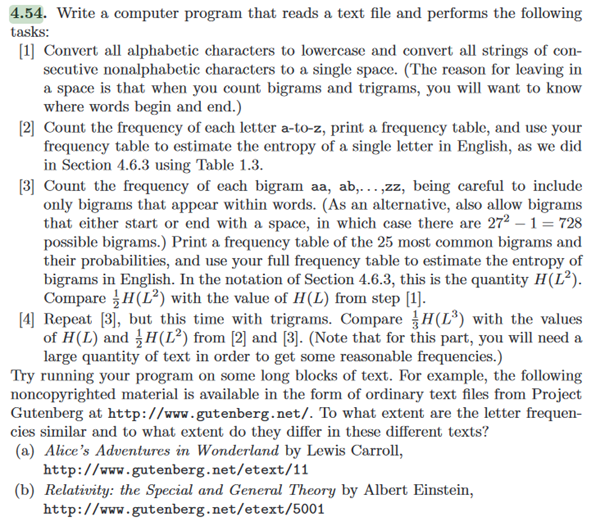 4.54. Write a computer program that reads a text file and performs the following
tasks:
[1] Convert all alphabetic characters to lowercase and convert all strings of con-
secutive nonalphabetic characters to a single space. (The reason for leaving in
a space is that when you count bigrams and trigrams, you will want to know
where words begin and end.)
[2] Count the frequency of each letter a-to-z, print a frequency table, and use your
frequency table to estimate the entropy of a single letter in English, as we did
in Section 4.6.3 using Table 1.3.
[3] Count the frequency of each bigram aa, ab,...,zz, being careful to include
only bigrams that appear within words. (As an alternative, also allow bigrams
that either start or end with a space, in which case there are 27² − 1 = 728
possible bigrams.) Print a frequency table of the 25 most common bigrams and
their probabilities, and use your full frequency table to estimate the entropy of
bigrams in English. In the notation of Section 4.6.3, this is the quantity H(L²).
Compare ½H(L²) with the value of H(L) from step [1].
[4] Repeat [3], but this time with trigrams. Compare ⅓H(L³) with the values
of H(L) and ½H(L²) from [2] and [3]. (Note that for this part, you will need a
large quantity of text in order to get some reasonable frequencies.)
Try running your program on some long blocks of text. For example, the following
noncopyrighted material is available in the form of ordinary text files from Project
Gutenberg at http://www.gutenberg.net/. To what extent are the letter frequen-
cies similar and to what extent do they differ in these different texts?
(a) Alice's Adventures in Wonderland by Lewis Carroll,
http://www.gutenberg.net/etext/11
(b) Relativity: the Special and General Theory by Albert Einstein,
http://www.gutenberg.net/etext/5001